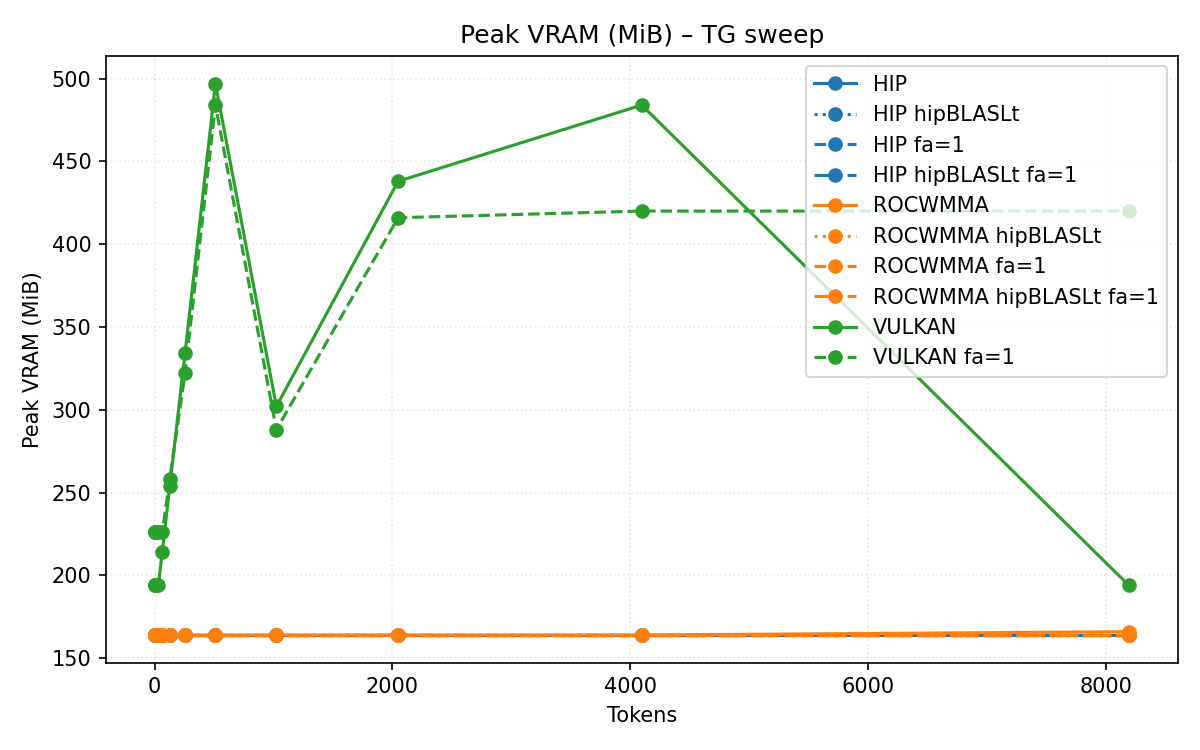 Peak VRAM (MiB) – TG sweep
Peak VRAM (MiB)
500
450
400
350
300
250
200
150
0
2000
4000
6000
8000
Tokens
HIP
HIP hipBLASLt
HIP fa=1
HIP hipBLASLt fa=1
ROCWMMA
ROCWMMA hipBLASLt
ROCWMMA fa=1
ROCWMMA hipBLASLt fa=1
VULKAN
VULKAN fa=1